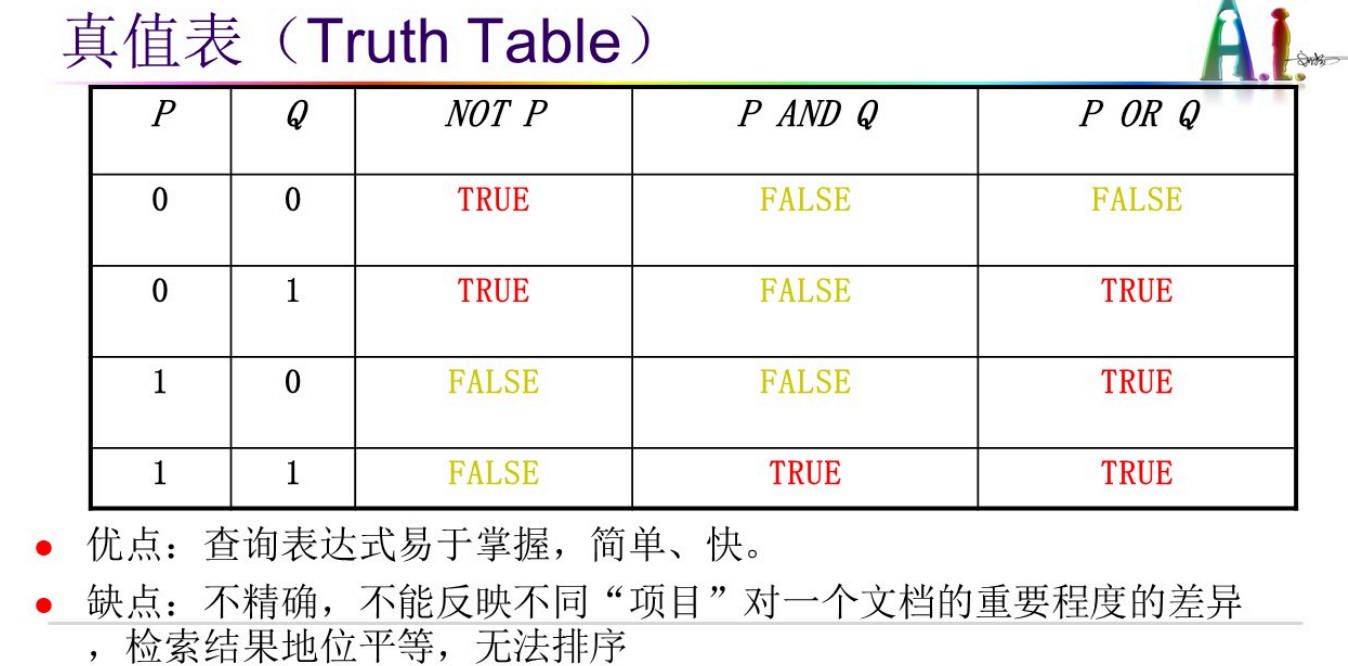 真值表（Truth Table）
A.I.
P Q NOT P P AND Q P OR Q
0 0 TRUE FALSE FALSE
0 1 TRUE FALSE TRUE
1 0 FALSE FALSE TRUE
1 1 FALSE TRUE TRUE
优点：查询表达式易于掌握，简单、快。
缺点：不精确，不能反映不同“项目”对一个文档的重要程度的差异
，检索结果地位平等，无法排序